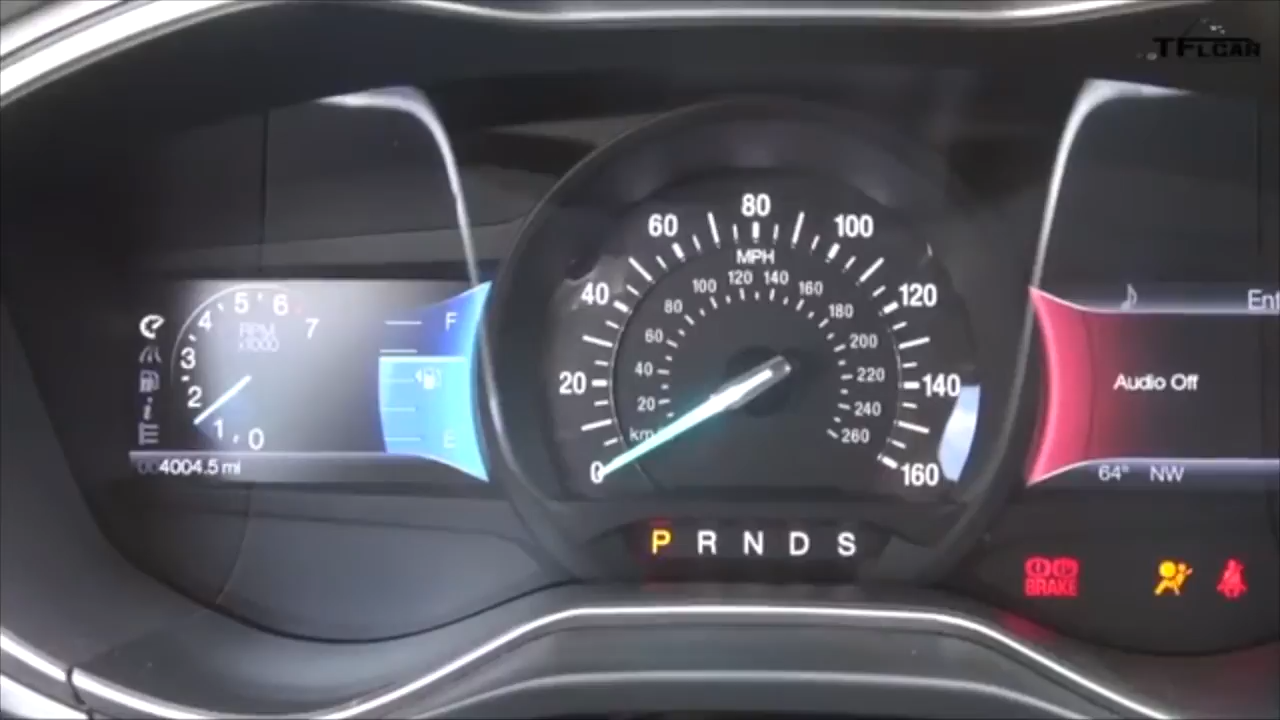 TFLCAR
80
60 100
MPH
120 140
100 160
80 180
40 120
60 200
40 220
20 140
20 240
260
0 160
5 6
4 7
RPM
x1000
3
2
1 0
F
E
004004.5 mi
P R N D S
Ent
Audio Off
64° NW
BRAKE